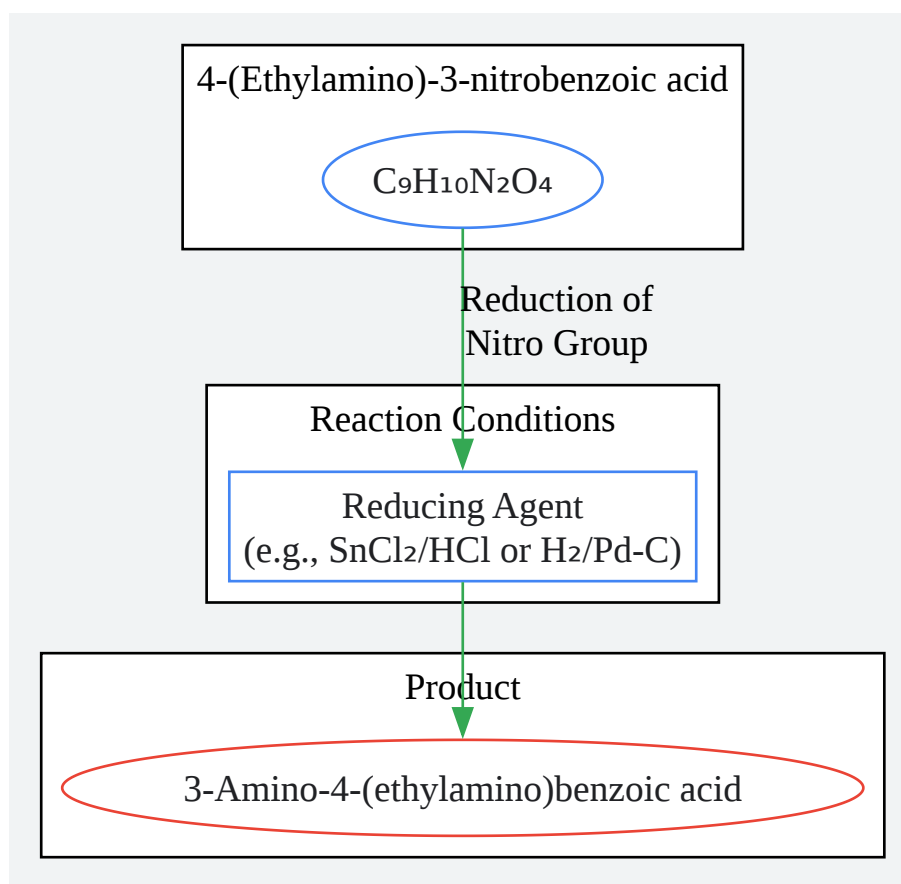 4-(Ethylamino)-3-nitrobenzoic acid
C₉H₁₀N₂O₄
Reduction of
Nitro Group
Reaction Conditions
Reducing Agent
(e.g., SnCl₂/HCl or H₂/Pd-C)
Product
3-Amino-4-(ethylamino)benzoic acid